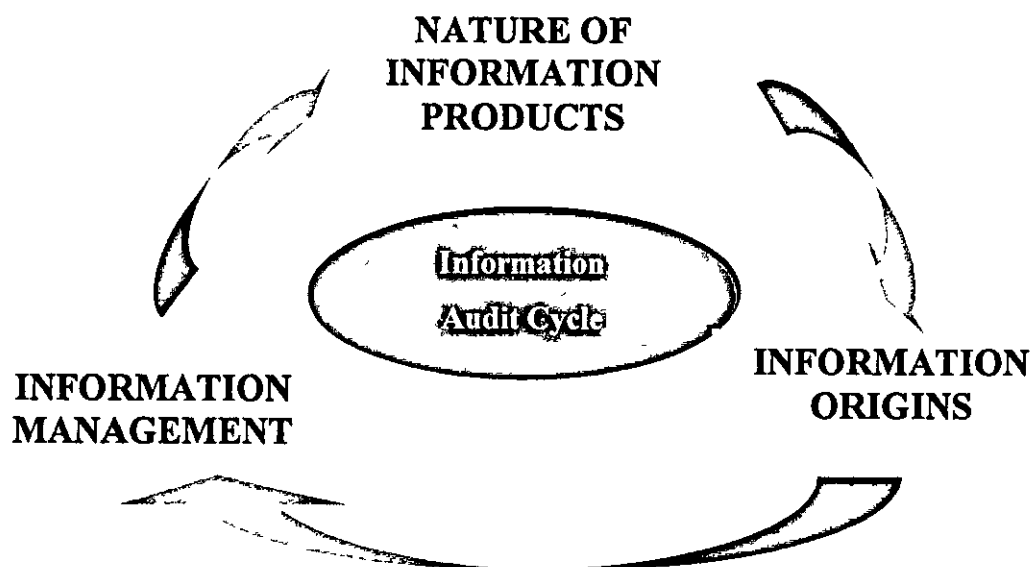 NATURE OF
INFORMATION
PRODUCTS
Information
Audit Cycle
INFORMATION
ORIGINS
INFORMATION
MANAGEMENT